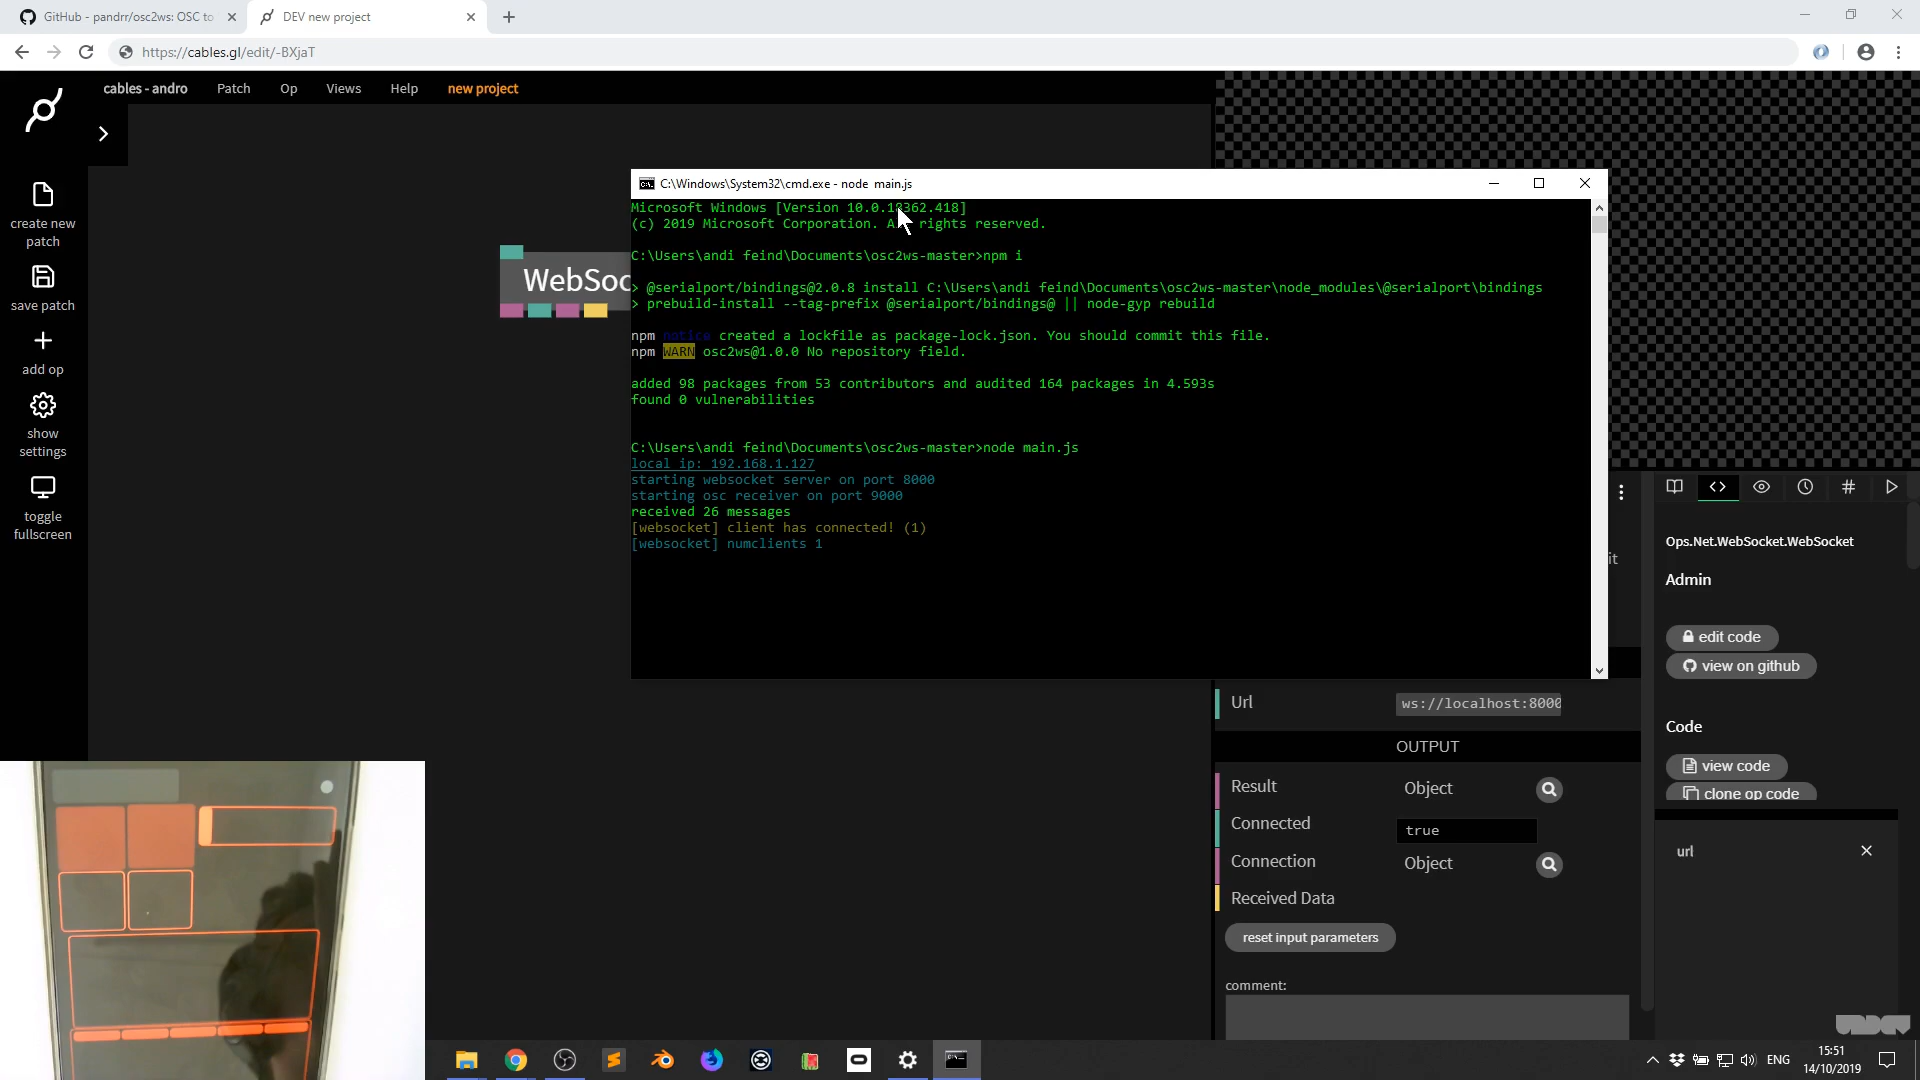 GitHub - pandrr/osc2ws: OSC to
DEV new project
https://cables.gl/edit/-BXjaT
cables - andro
Patch
Op
Views
Help
new project
create new
patch
save patch
add op
show
settings
toggle
fullscreen
WebSoc
C:\Windows\System32\cmd.exe - node  main.js
Microsoft Windows [Version 10.0.18362.418]
(c) 2019 Microsoft Corporation. All rights reserved.
C:\Users\andi feind\Documents\osc2ws-master>npm i
> @serialport/bindings@2.0.8 install C:\Users\andi feind\Documents\osc2ws-master\node_modules\@serialport\bindings
> prebuild-install --tag-prefix @serialport/bindings@ || node-gyp rebuild
npm notice created a lockfile as package-lock.json. You should commit this file.
npm WARN osc2ws@1.0.0 No repository field.
added 98 packages from 53 contributors and audited 164 packages in 4.593s
found 0 vulnerabilities
C:\Users\andi feind\Documents\osc2ws-master>node main.js
local ip: 192.168.1.127
starting websocket server on port 8000
starting osc receiver on port 9000
received 26 messages
[websocket] client has connected! (1)
[websocket] numclients 1
it
Url
ws://localhost:8000
OUTPUT
Result
Object
Connected
true
Connection
Object
Received Data
reset input parameters
comment:
Ops.Net.WebSocket.WebSocket
Admin
edit code
view on github
Code
view code
clone op code
url
UNDEV
ENG
15:51
14/10/2019